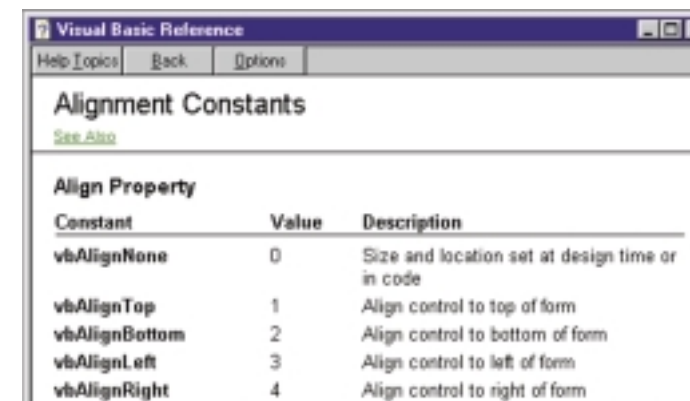 Visual Basic Reference
Help Topics Back Options
Alignment Constants
See Also
Align Property
Constant Value Description
vbAlignNone 0 Size and location set at design time or
in code
vbAlignTop 1 Align control to top of form
vbAlignBottom 2 Align control to bottom of form
vbAlignLeft 3 Align control to left of form
vbAlignRight 4 Align control to right of form